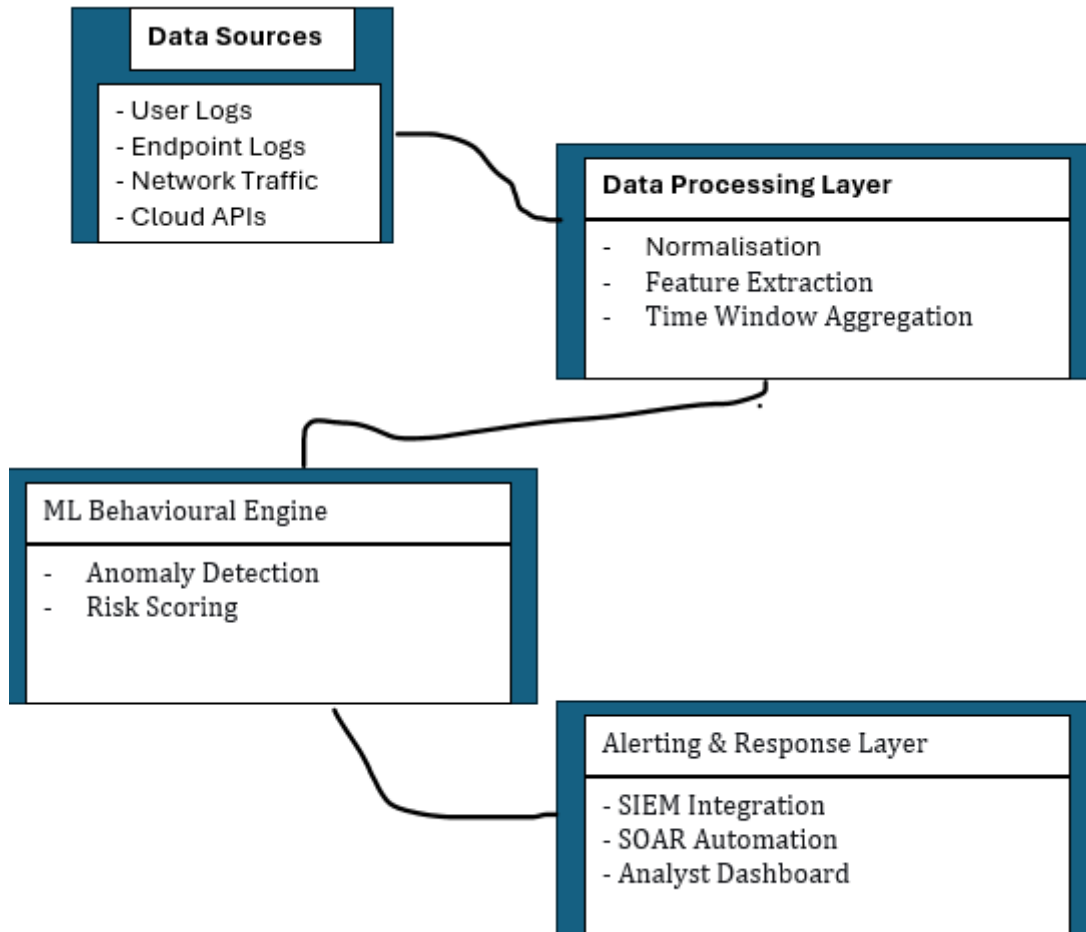 Data Sources
- User Logs
- Endpoint Logs
- Network Traffic
- Cloud APIs
Data Processing Layer
- Normalisation
- Feature Extraction
- Time Window Aggregation
ML Behavioural Engine
- Anomaly Detection
- Risk Scoring
Alerting & Response Layer
- SIEM Integration
- SOAR Automation
- Analyst Dashboard